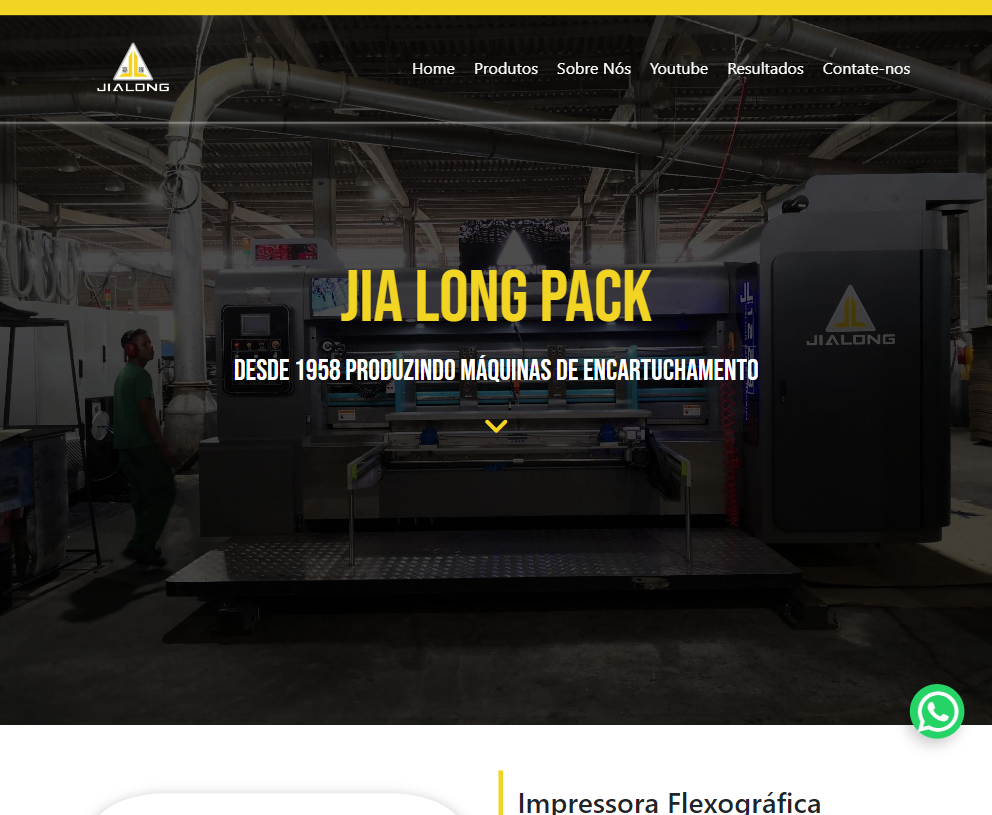 JIALONG
Home Produtos Sobre Nós Youtube Resultados Contate-nos
JIA LONG PACK
JIALONG
DESDE 1958 PRODUZINDO MÁQUINAS DE ENCARTUCHAMENTO
Impressora Flexográfica